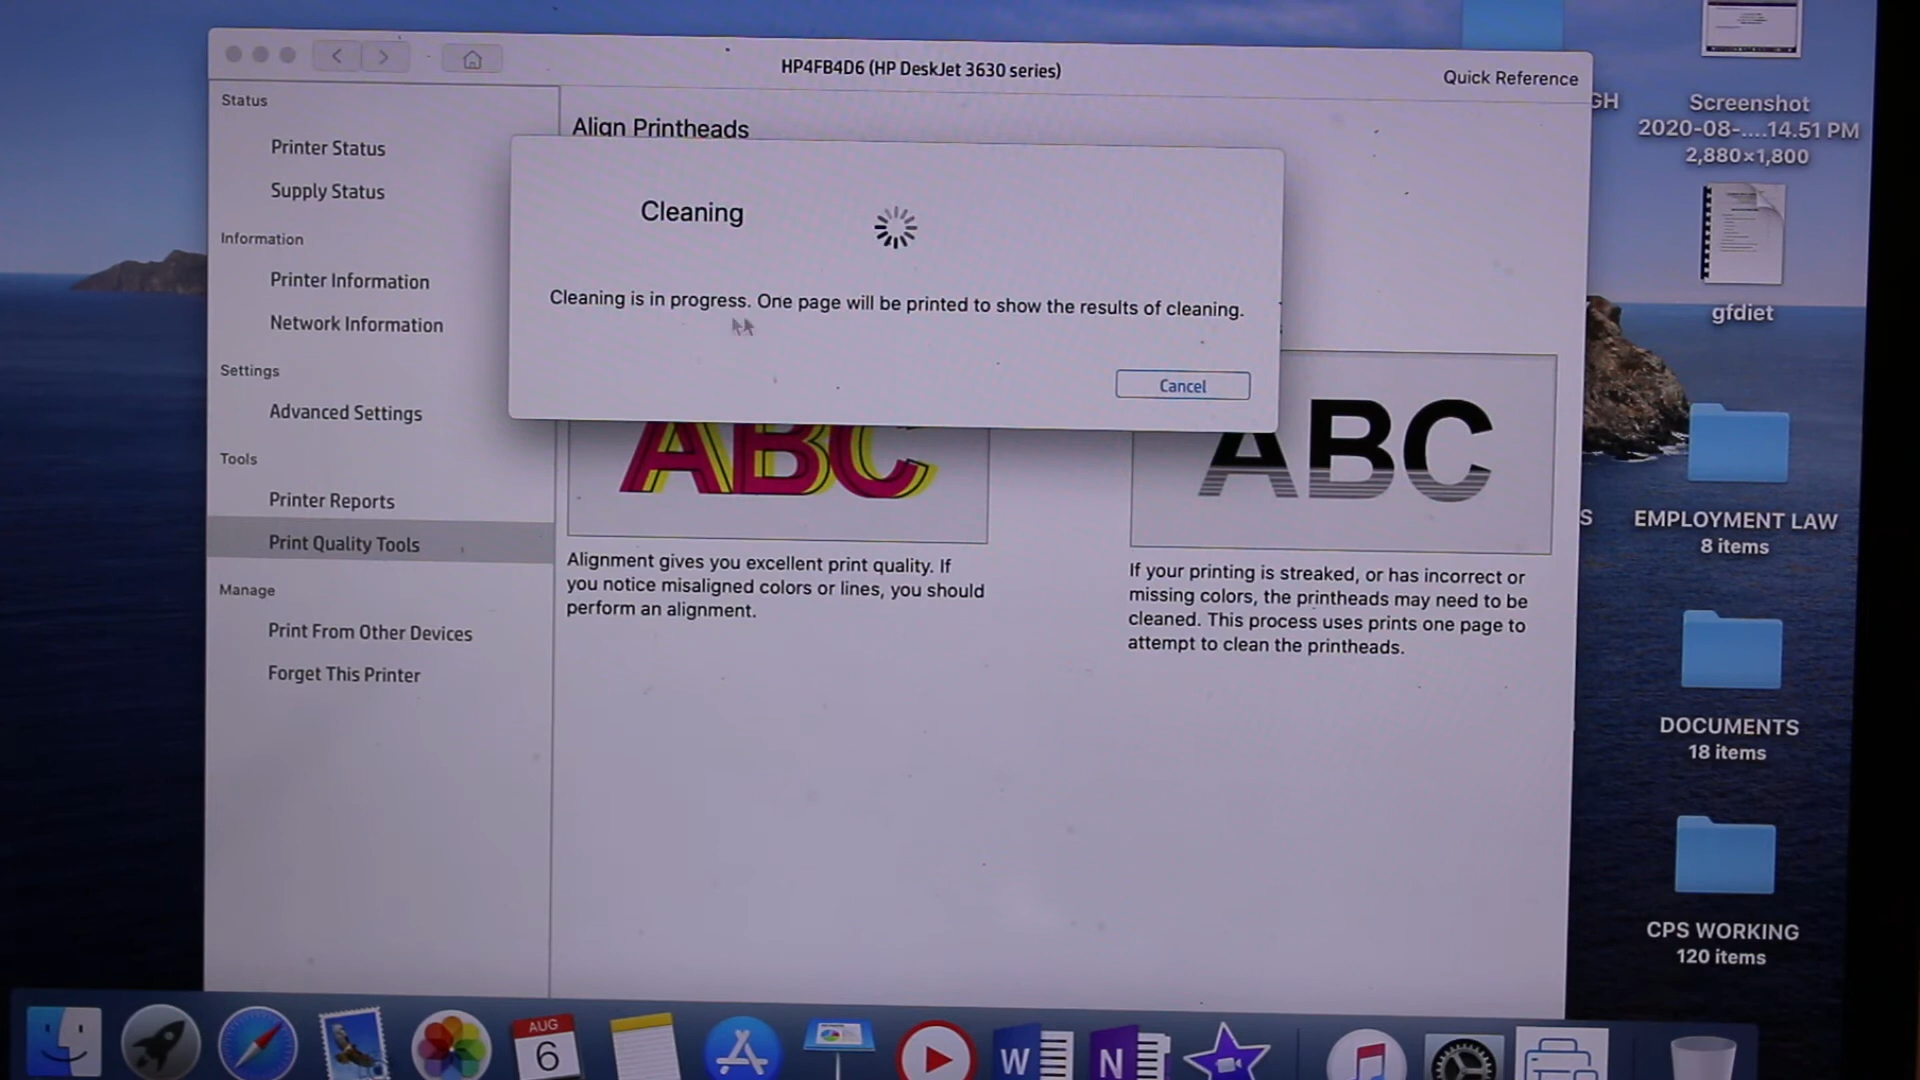 HP4FB4D6 (HP DeskJet 3630 series)
Quick Reference
Status
Printer Status
Supply Status
Information
Printer Information
Network Information
Settings
Advanced Settings
Tools
Printer Reports
Print Quality Tools
Manage
Print From Other Devices
Forget This Printer
Align Printheads
Cleaning
Cleaning is in progress. One page will be printed to show the results of cleaning.
Cancel
ABC
Alignment gives you excellent print quality. If
you notice misaligned colors or lines, you should
perform an alignment.
ABC
If your printing is streaked, or has incorrect or
missing colors, the printheads may need to be
cleaned. This process uses prints one page to
attempt to clean the printheads.
GH
S
Screenshot
2020-08-....14.51 PM
2,880×1,800
gfdiet
EMPLOYMENT LAW
8 items
DOCUMENTS
18 items
CPS WORKING
120 items
AUG
6
W
N